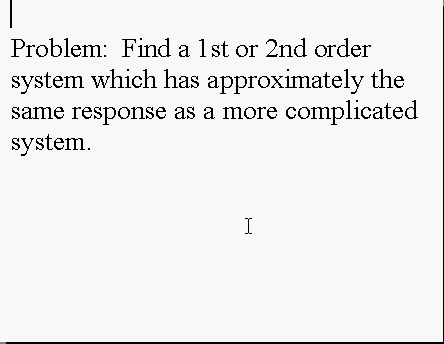 Problem:  Find a 1st or 2nd order
system which has approximately the
same response as a more complicated
system.